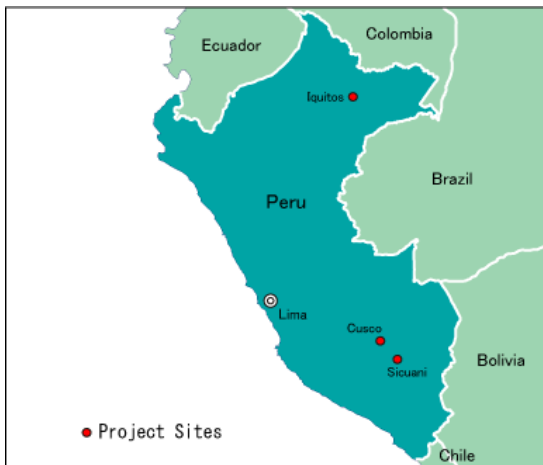 Ecuador
Colombia
Iquitos
Brazil
Peru
Lima
Cusco
Sicuani
Bolivia
Project Sites
Chile